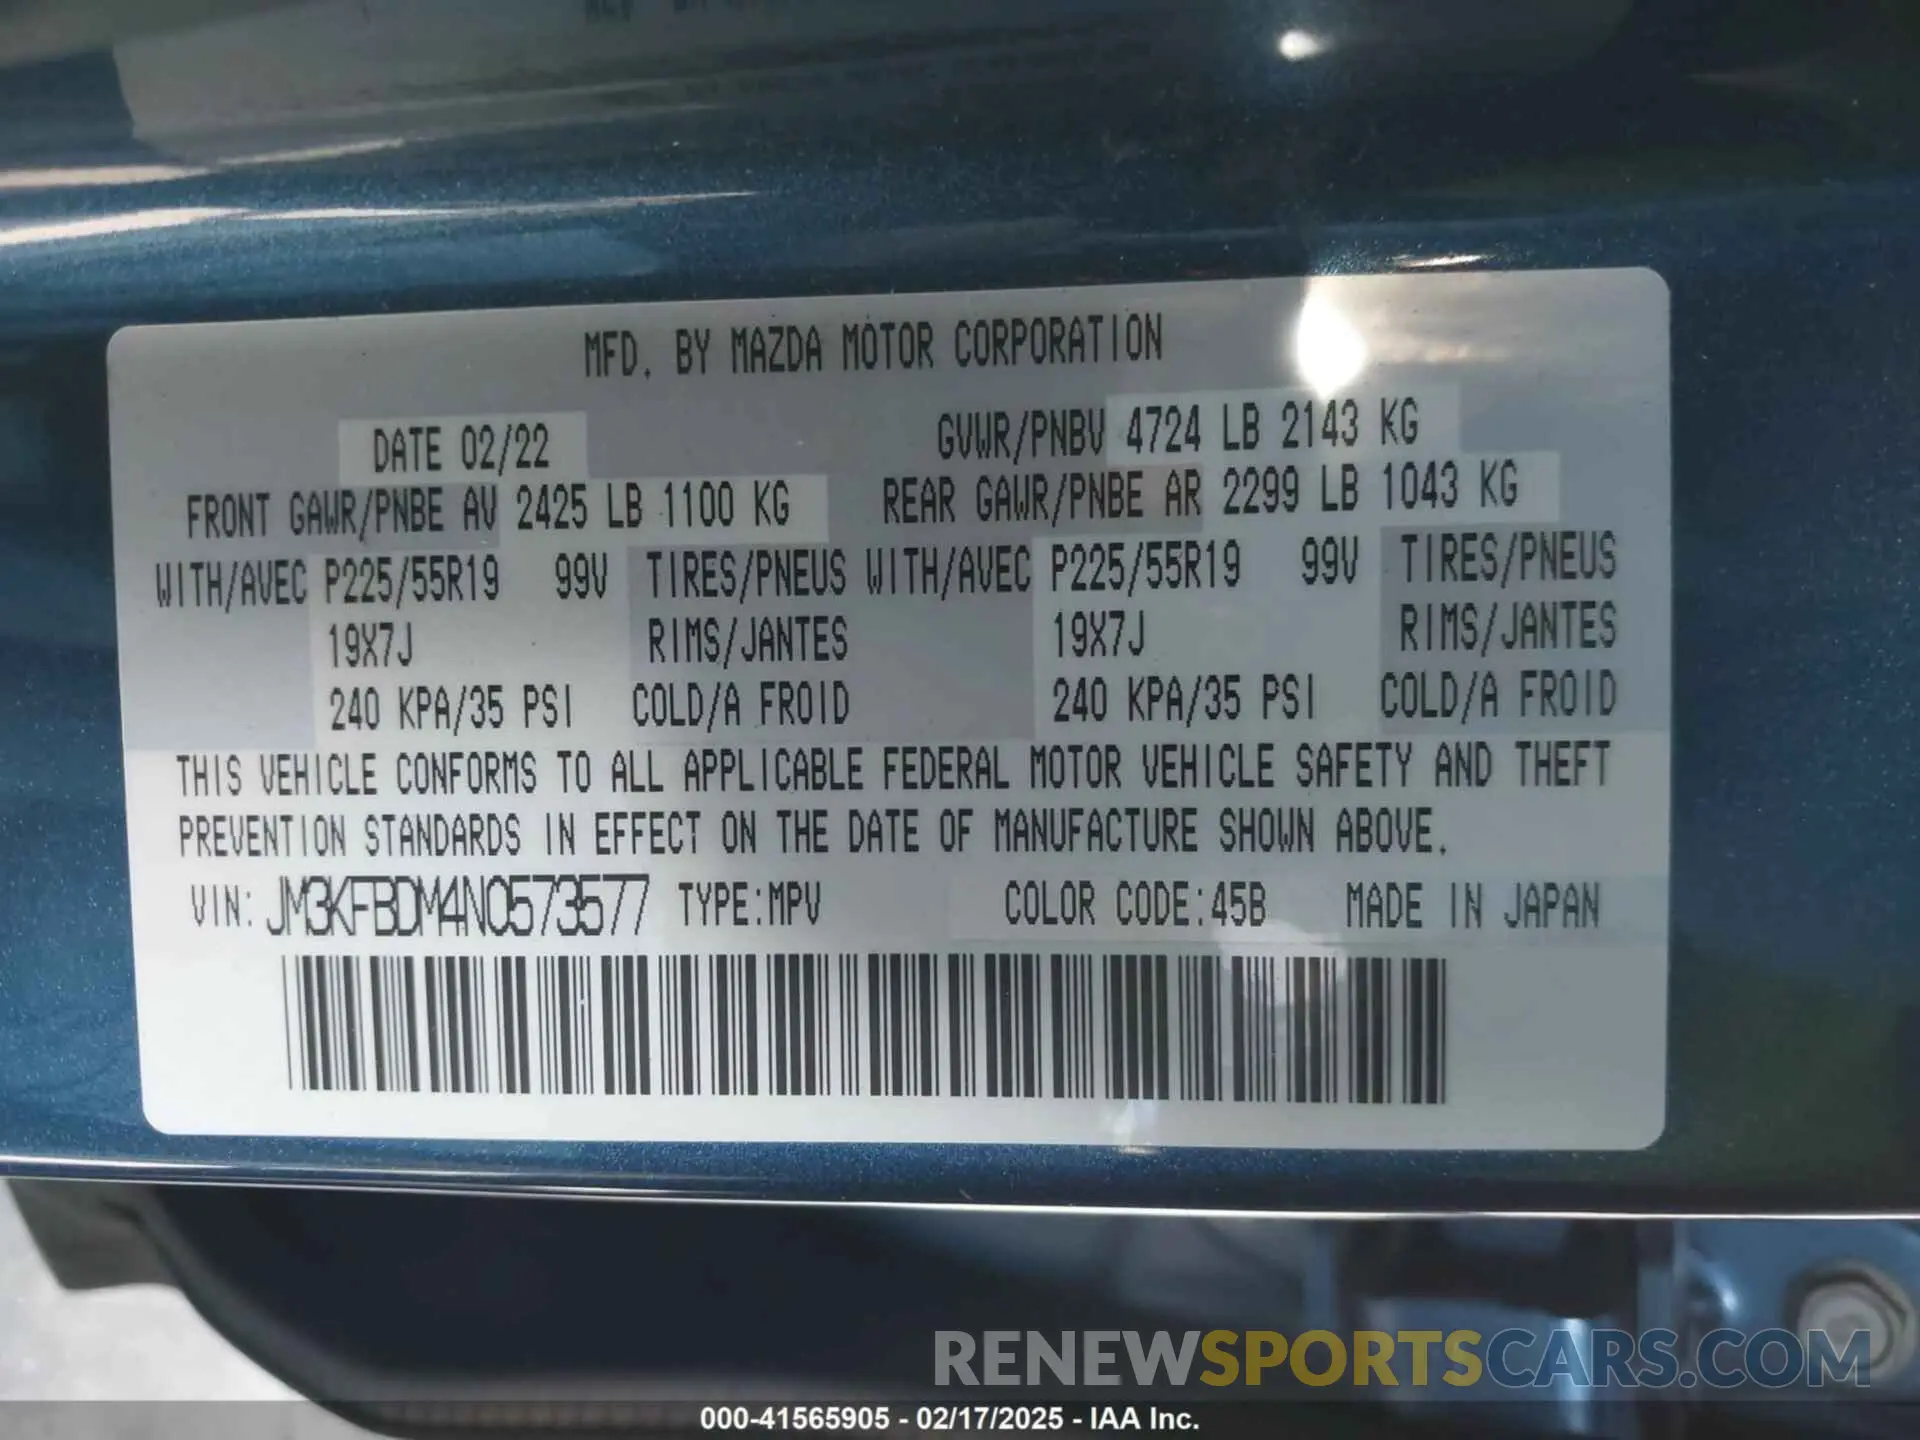 MFD. BY MAZDA MOTOR CORPORATION
DATE 02/22 GVWR/PNBV 4724 LB 2143 KG
FRONT GAWR/PNBE AV 2425 LB 1100 KG REAR GAWR/PNBE AR 2299 LB 1043 KG
WITH/AVEC P225/55R19 99V TIRES/PNEUS WITH/AVEC P225/55R19 99V TIRES/PNEUS
19X7J RIMS/JANTES 19X7J RIMS/JANTES
240 KPA/35 PSI COLD/A FROID 240 KPA/35 PSI COLD/A FROID
THIS VEHICLE CONFORMS TO ALL APPLICABLE FEDERAL MOTOR VEHICLE SAFETY AND THEFT
PREVENTION STANDARDS IN EFFECT ON THE DATE OF MANUFACTURE SHOWN ABOVE.
VIN: JM3KFBDM4N0573577 TYPE:MPV COLOR CODE:45B MADE IN JAPAN
RENEWSPORTSCARS.COM
000-41565905 - 02/17/2025 - IAA Inc.